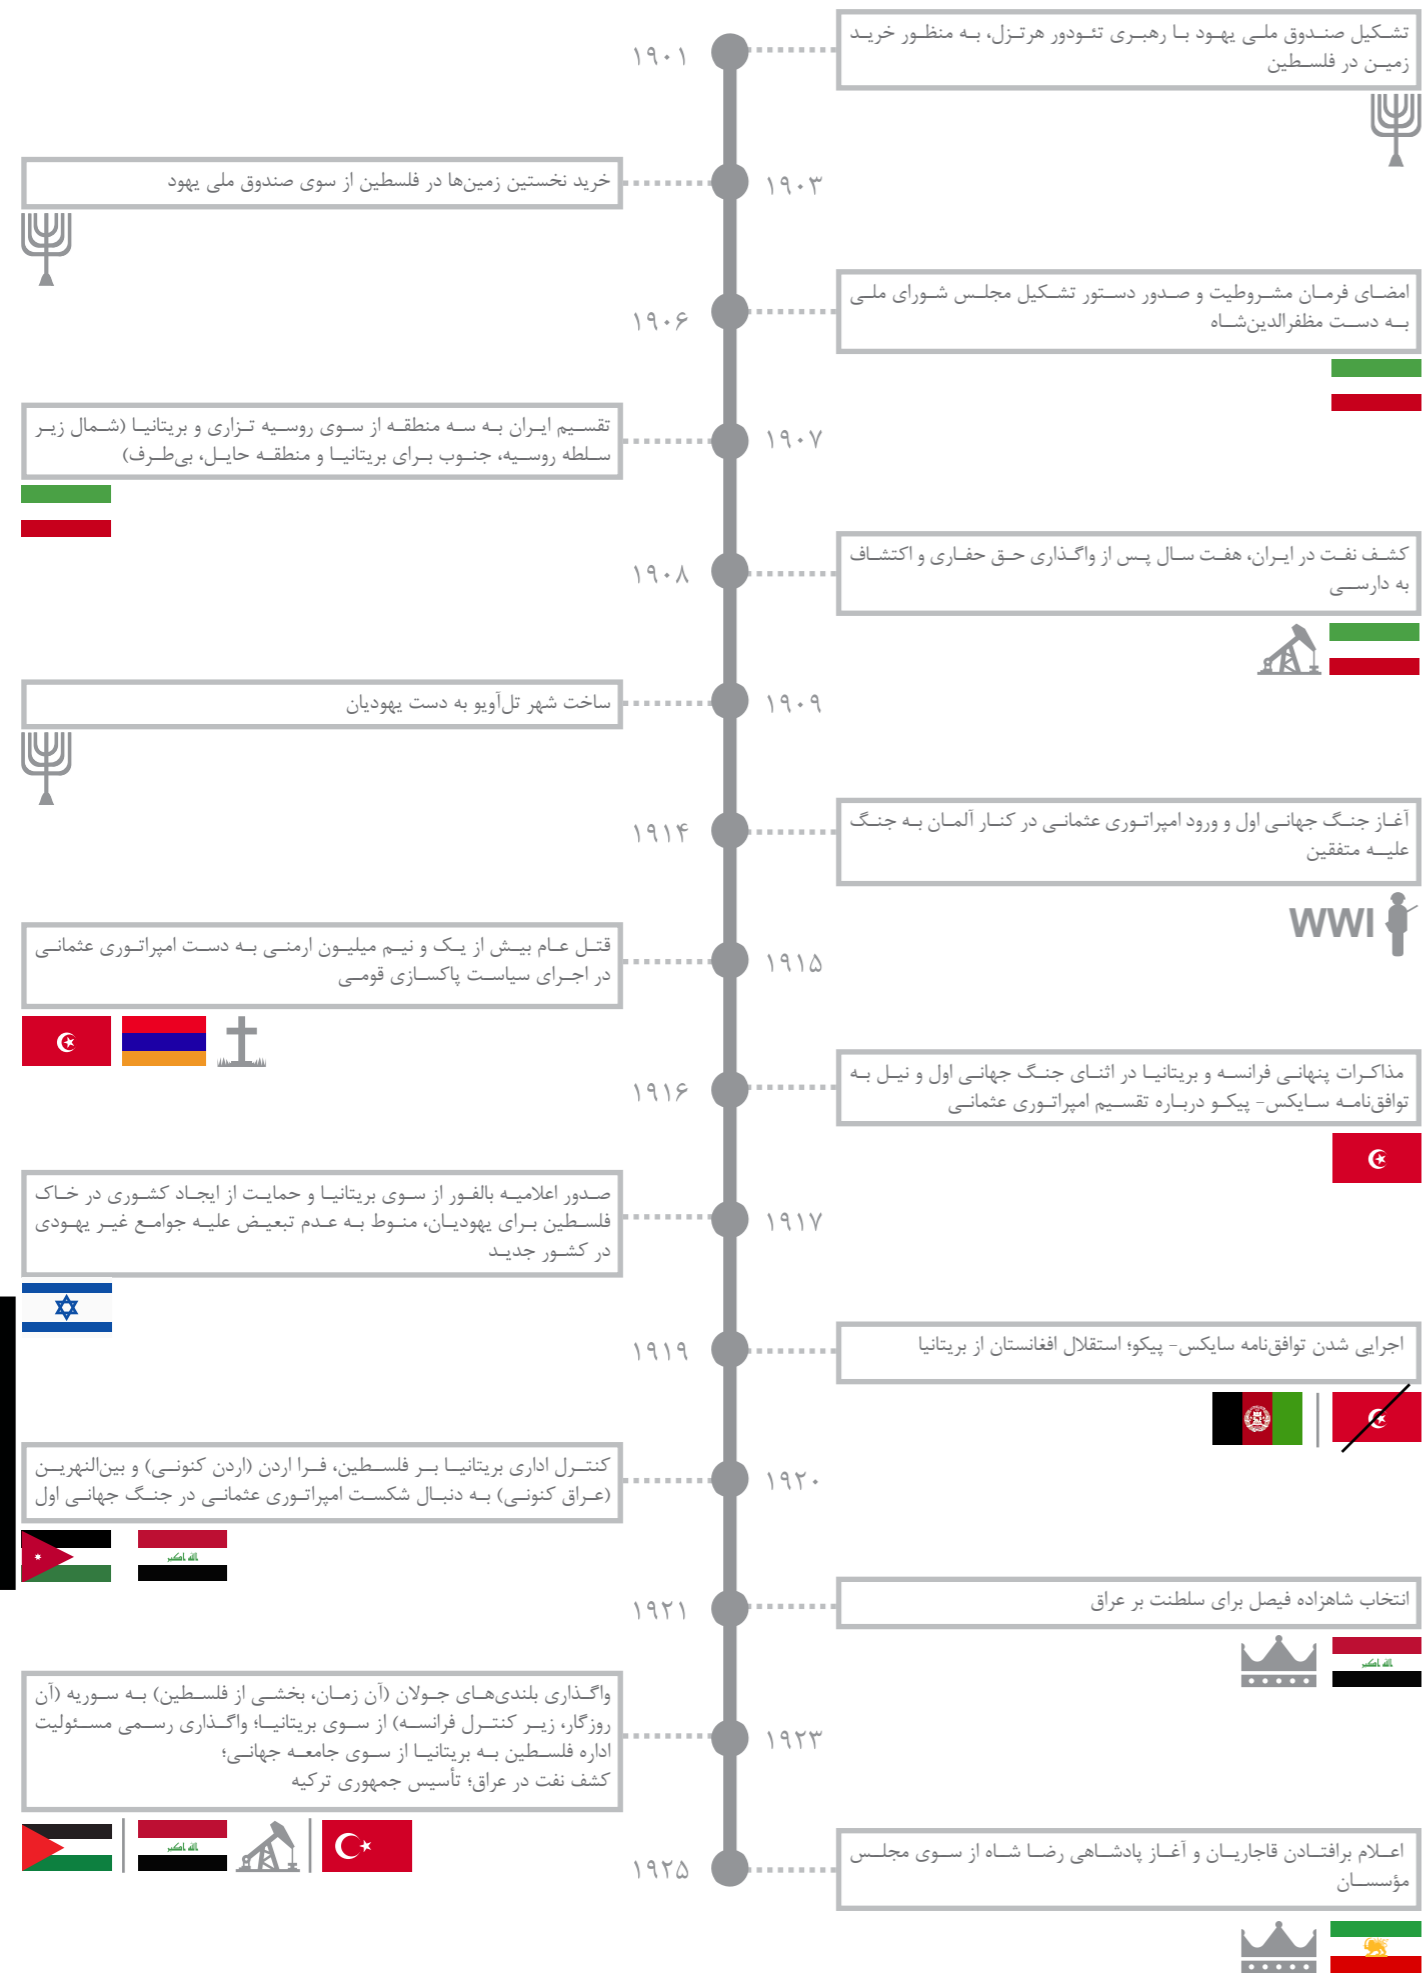 ۱۹۰۱
تشکیل صندوق ملی یهود با رهبری تئودور هرتزل، به منظور خرید
زمین در فلسطین
۱۹۰۳
خرید نخستین زمین‌ها در فلسطین از سوی صندوق ملی یهود
۱۹۰۶
امضای فرمان مشروطیت و صدور دستور تشکیل مجلس شورای ملی
به دست مظفرالدین‌شاه
۱۹۰۷
تقسیم ایران به سه منطقه از سوی روسیه تزاری و بریتانیا (شمال زیر
سلطه روسیه، جنوب برای بریتانیا و منطقه حایل، بی‌طرف)
۱۹۰۸
کشف نفت در ایران، هفت سال پس از واگذاری حق حفاری و اکتشاف
به دارسی
۱۹۰۹
ساخت شهر تل‌آویو به دست یهودیان
۱۹۱۴
آغاز جنگ جهانی اول و ورود امپراتوری عثمانی در کنار آلمان به جنگ
علیه متفقین
WWI
۱۹۱۵
قتل عام بیش از یک و نیم میلیون ارمنی به دست امپراتوری عثمانی
در اجرای سیاست پاکسازی قومی
۱۹۱۶
مذاکرات پنهانی فرانسه و بریتانیا در اثنای جنگ جهانی اول و نیل به
توافق‌نامه سایکس- پیکو درباره تقسیم امپراتوری عثمانی
۱۹۱۷
صدور اعلامیه بالفور از سوی بریتانیا و حمایت از ایجاد کشوری در خاک
فلسطین برای یهودیان، منوط به عدم تبعیض علیه جوامع غیر یهودی
در کشور جدید
۱۹۱۹
اجرایی شدن توافق‌نامه سایکس- پیکو؛ استقلال افغانستان از بریتانیا
۱۹۲۰
کنترل اداری بریتانیا بر فلسطین، فرا اردن (اردن کنونی) و بین‌النهرین
(عراق کنونی) به دنبال شکست امپراتوری عثمانی در جنگ جهانی اول
الله اكبر
۱۹۲۱
انتخاب شاهزاده فیصل برای سلطنت بر عراق
الله اكبر
۱۹۲۳
واگذاری بلندی‌های جولان (آن زمان، بخشی از فلسطین) به سوریه (آن
روزگار، زیر کنترل فرانسه) از سوی بریتانیا؛ واگذاری رسمی مسئولیت
اداره فلسطین به بریتانیا از سوی جامعه جهانی؛
کشف نفت در عراق؛ تأسیس جمهوری ترکیه
الله اكبر
۱۹۲۵
اعلام برافتادن قاجاریان و آغاز پادشاهی رضا شاه از سوی مجلس
مؤسسان